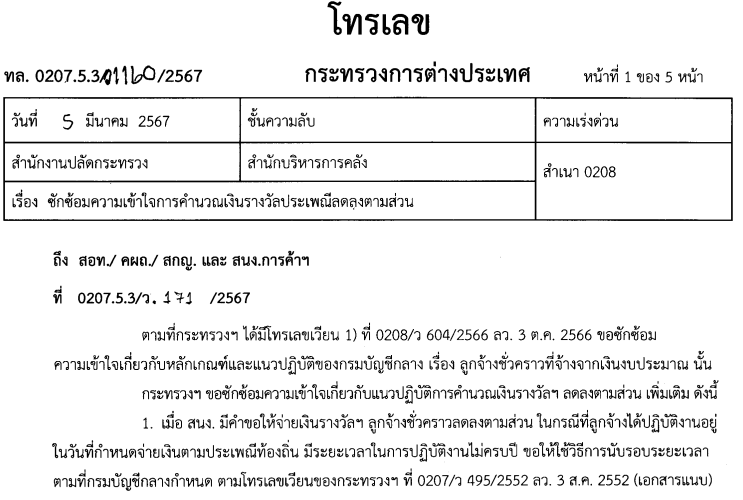 โทรเลข
ทล. 0207.5.3/01160/2567 กระทรวงการต่างประเทศ หน้าที่ 1 ของ 5 หน้า
วันที่ 5 มีนาคม 2567 ชั้นความลับ ความเร่งด่วน
สำนักงานปลัดกระทรวง สำนักบริหารการคลัง สำเนา 0208
เรื่อง ซักซ้อมความเข้าใจการคำนวณเงินรางวัลประเพณีลดลงตามส่วน
ถึง สอท./ คผถ./ สกญ. และ สนง.การค้าฯ
ที่ 0207.5.3/ว. 171 /2567
ตามที่กระทรวงฯ ได้มีโทรเลขเวียน 1) ที่ 0208/ว 604/2566 ลว. 3 ต.ค. 2566 ขอซักซ้อม
ความเข้าใจเกี่ยวกับหลักเกณฑ์และแนวปฏิบัติของกรมบัญชีกลาง เรื่อง ลูกจ้างชั่วคราวที่จ้างจากเงินงบประมาณ นั้น
กระทรวงฯ ขอซักซ้อมความเข้าใจเกี่ยวกับแนวปฏิบัติการคำนวณเงินรางวัลฯ ลดลงตามส่วน เพิ่มเติม ดังนี้
1. เมื่อ สนง. มีคำขอให้จ่ายเงินรางวัลฯ ลูกจ้างชั่วคราวลดลงตามส่วน ในกรณีที่ลูกจ้างได้ปฏิบัติงานอยู่
ในวันที่กำหนดจ่ายเงินตามประเพณีท้องถิ่น มีระยะเวลาในการปฏิบัติงานไม่ครบปี ขอให้ใช้วิธีการนับรอบระยะเวลา
ตามที่กรมบัญชีกลางกำหนด ตามโทรเลขเวียนของกระทรวงฯ ที่ 0207/ว 495/2552 ลว. 3 ส.ค. 2552 (เอกสารแนบ)